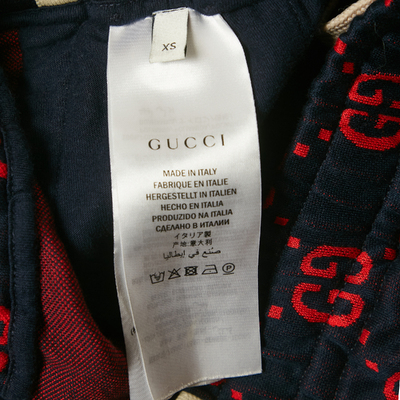 XS
GUCCI
MADE IN ITALY
FABRIQUE EN ITALIE
HERGESTELLT IN ITALIEN
HECHO EN ITALIA
PRODUZIDO NA ITALIA
СДЕЛАНО В ИТАЛИИ
イタリア製
产地:意大利
صنع في إيطاليا